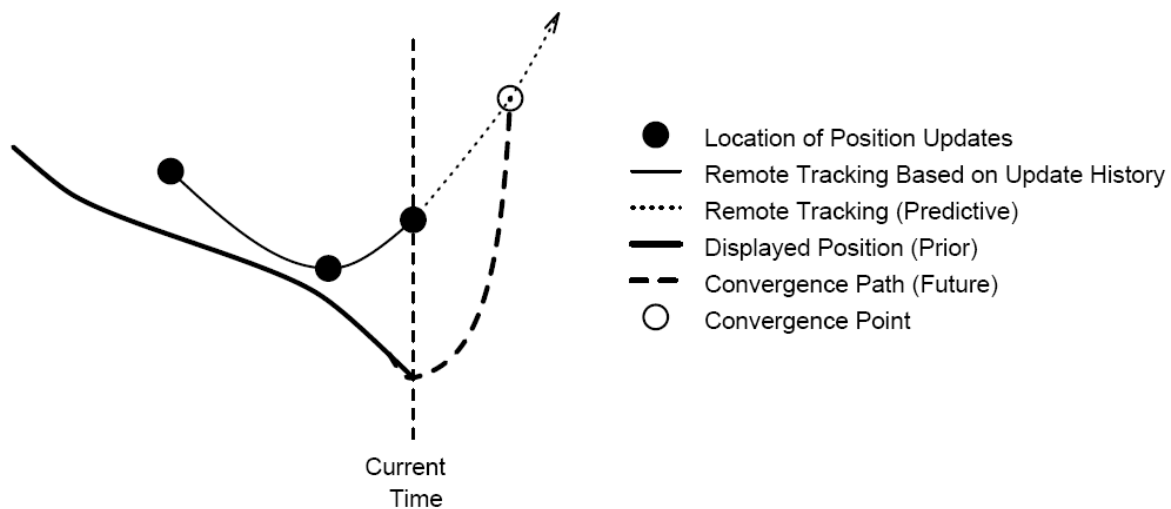 Location of Position Updates
Remote Tracking Based on Update History
Remote Tracking (Predictive)
Displayed Position (Prior)
Convergence Path (Future)
Convergence Point
Current
Time